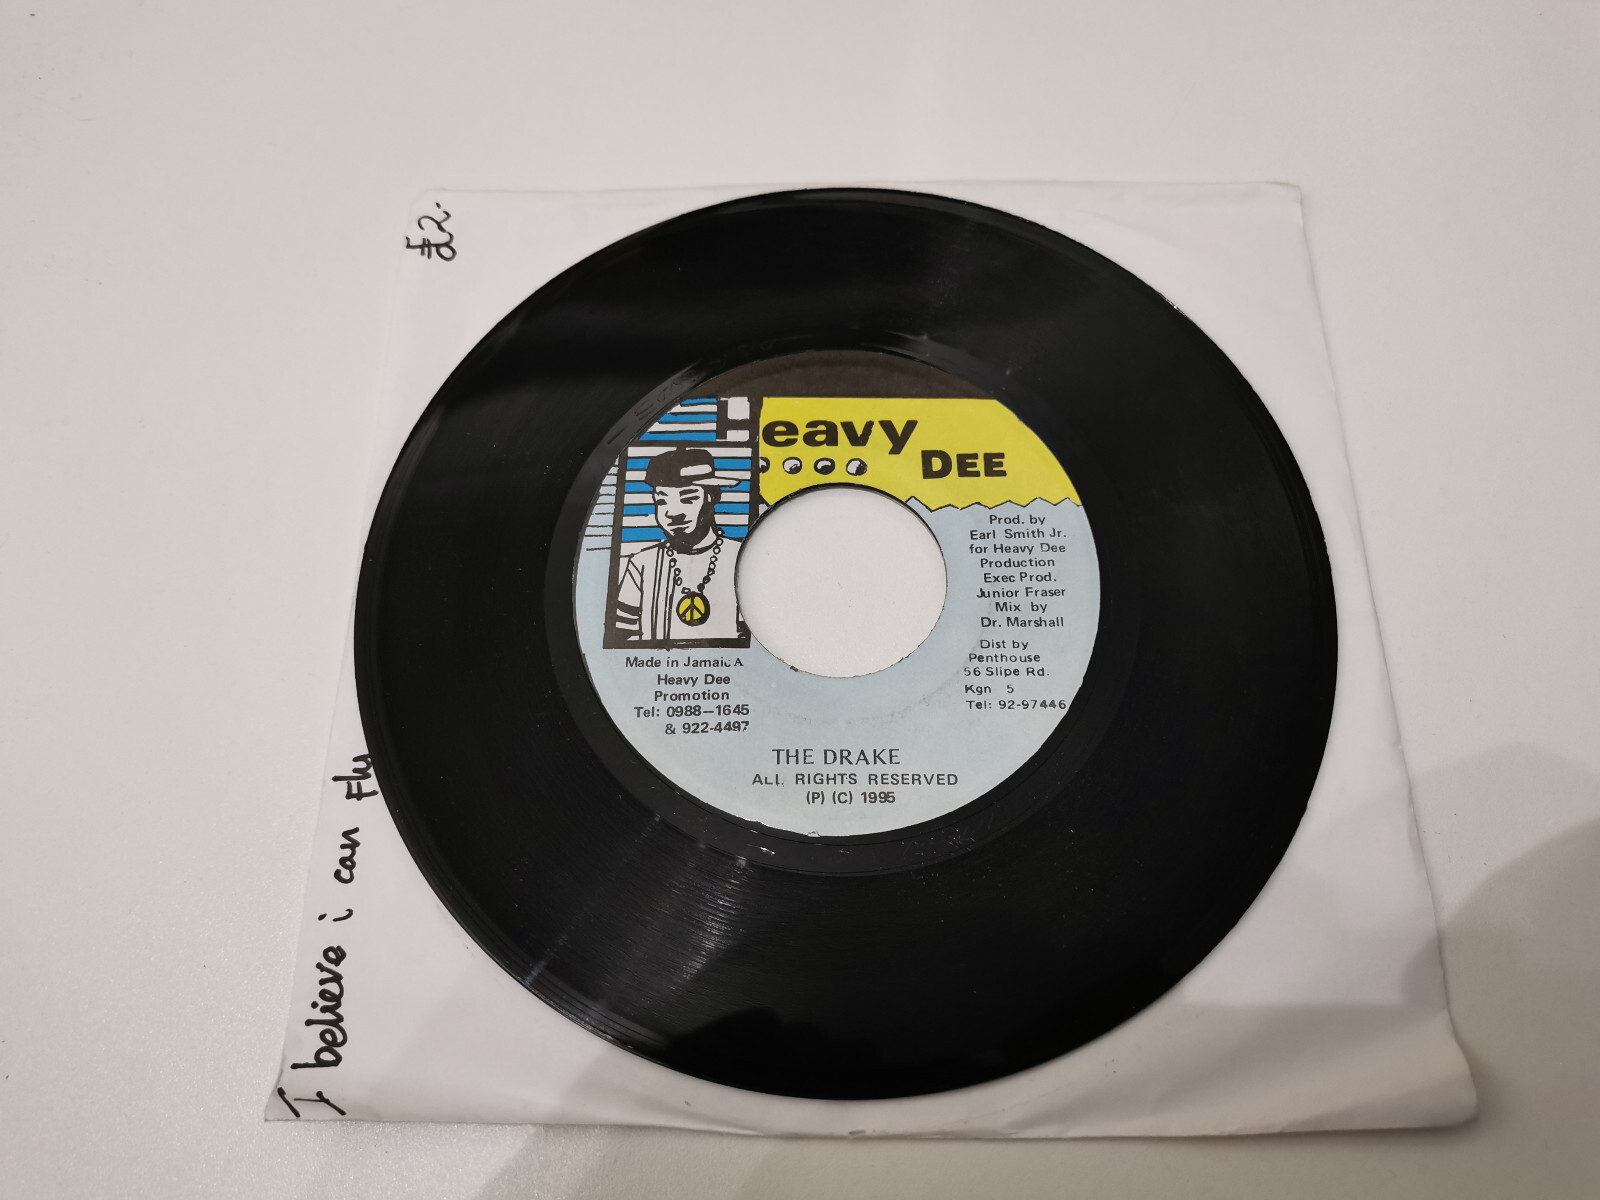 £2.
Heavy
DEE
Prod. by
Earl Smith Jr.
for Heavy Dee
Production
Exec Prod.
Junior Fraser
Mix by
Dr. Marshall
Dist by
Penthouse
56 Slipe Rd.
Kgn 5
Tel: 92-97446
Made in Jamaica
Heavy Dee
Promotion
Tel: 0988-1645
& 922-4497
THE DRAKE
ALL RIGHTS RESERVED
(P) (C) 1995
I believe i can Fly